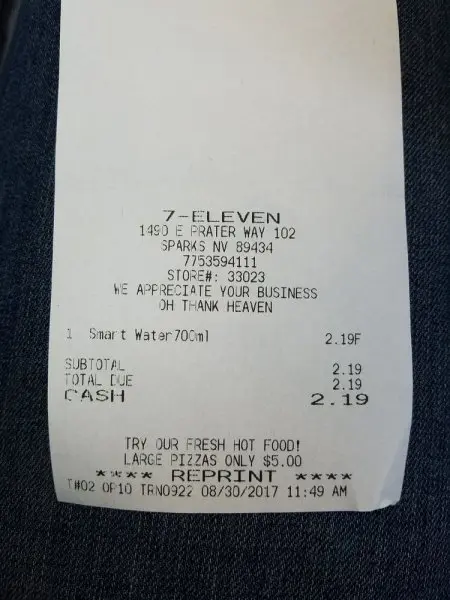 7-ELEVEN
1490 E PRATER WAY 102
SPARKS NV 89434
7753594111
STORE#: 33023
WE APPRECIATE YOUR BUSINESS
OH THANK HEAVEN
1 Smart Water700ml 2.19F
SUBTOTAL 2.19
TOTAL DUE 2.19
CASH 2.19
TRY OUR FRESH HOT FOOD!
LARGE PIZZAS ONLY $5.00
**** REPRINT ****
T#02 OP10 TRN0922 08/30/2017 11:49 AM